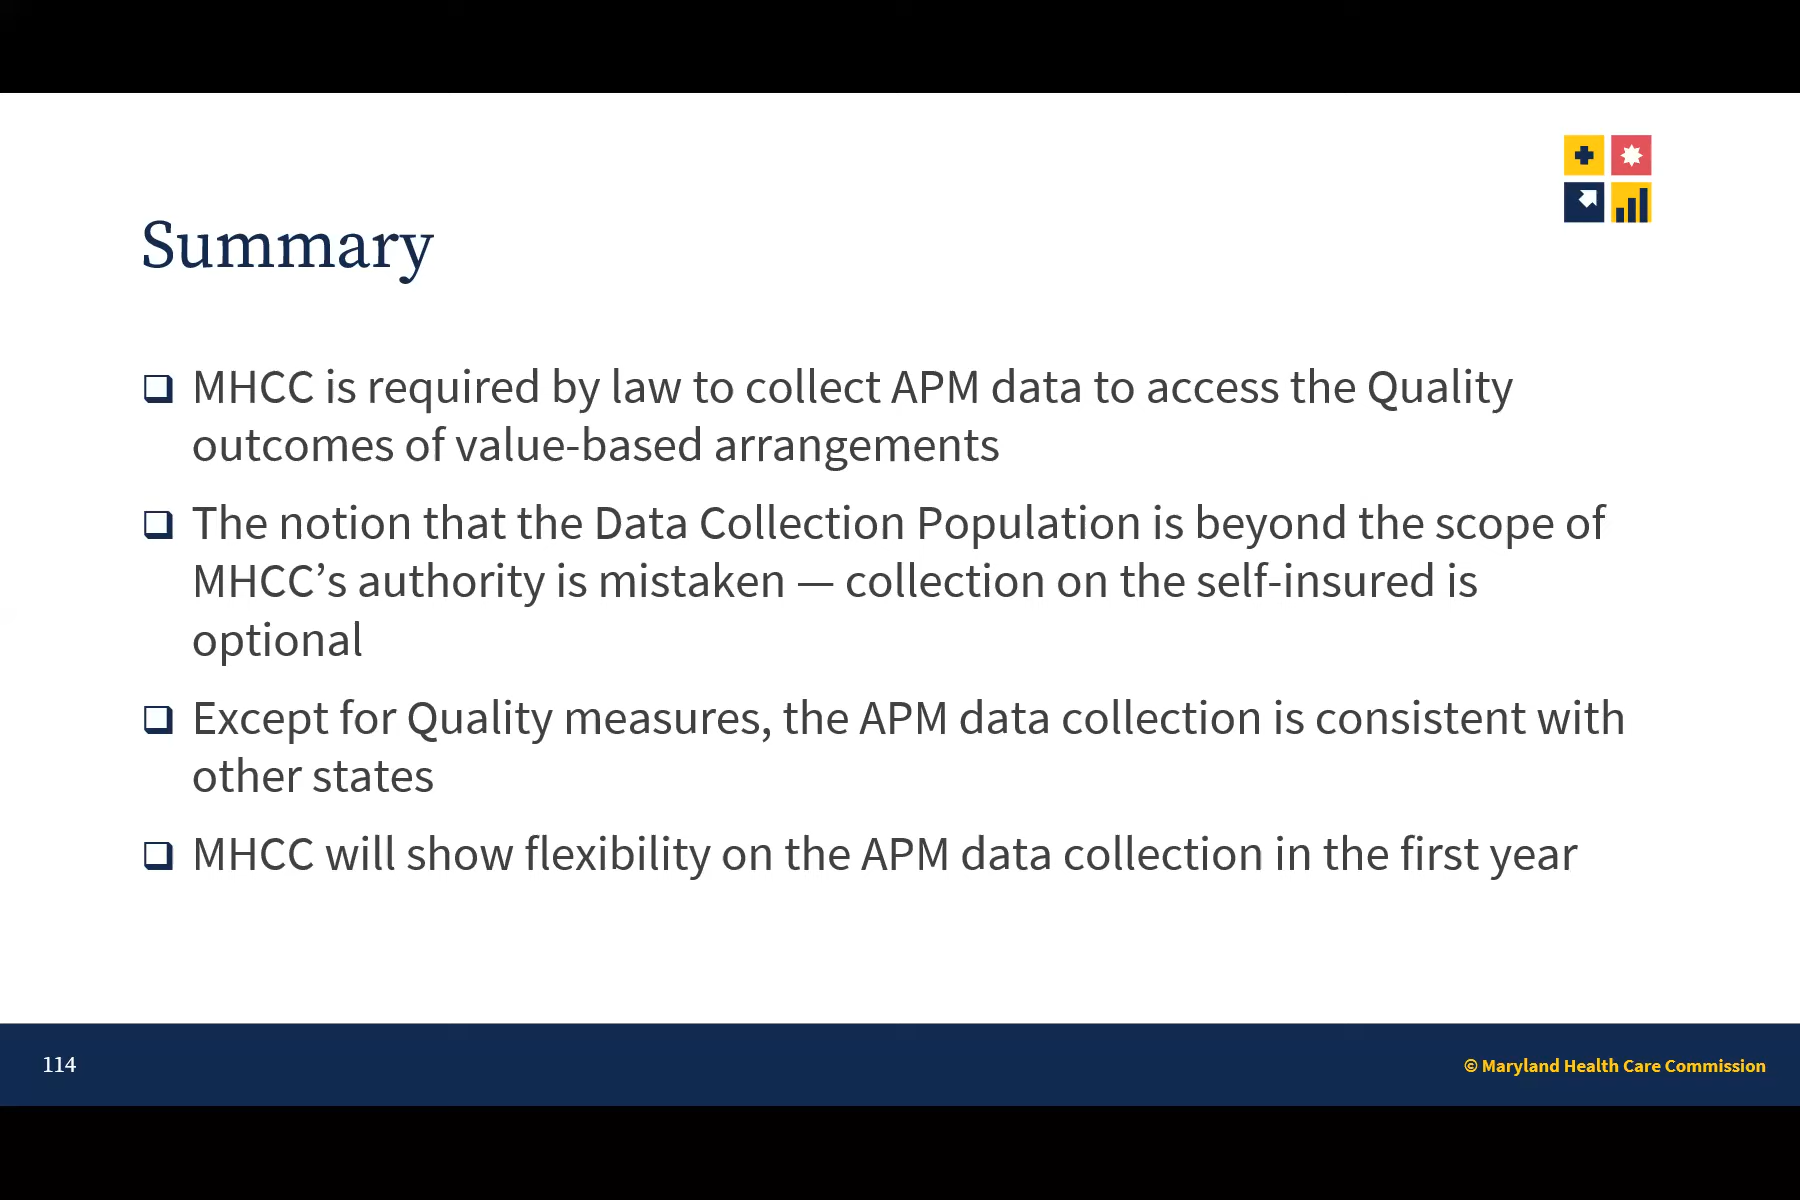 Summary
MHCC is required by law to collect APM data to access the Quality
outcomes of value-based arrangements
The notion that the Data Collection Population is beyond the scope of
MHCC’s authority is mistaken — collection on the self-insured is
optional
Except for Quality measures, the APM data collection is consistent with
other states
MHCC will show flexibility on the APM data collection in the first year
114
© Maryland Health Care Commission